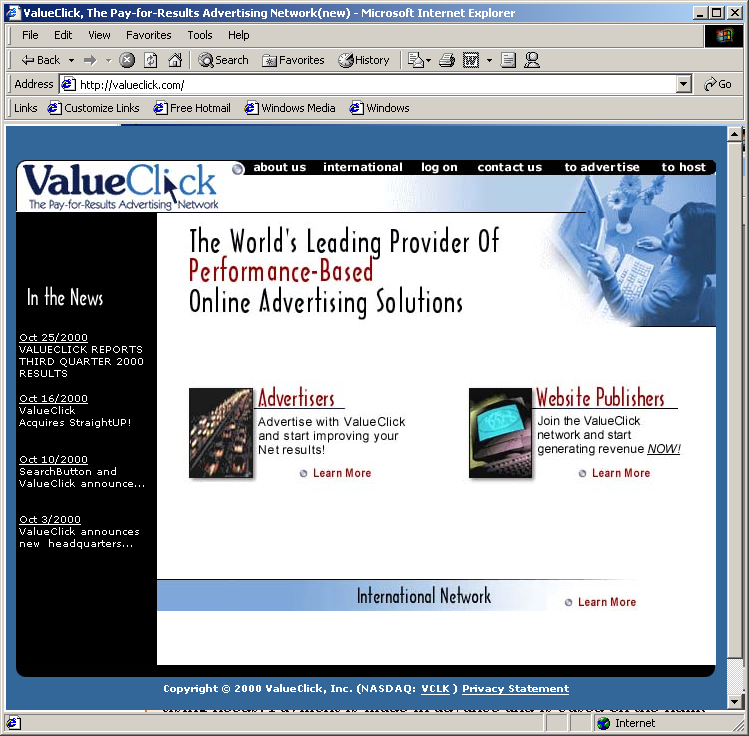 ValueClick, The Pay-for-Results Advertising Network(new) - Microsoft Internet Explorer
File Edit View Favorites Tools Help
Back Search Favorites History
Address http://valueclick.com/ Go
Links Customize Links Free Hotmail Windows Media Windows
about us international log on contact us to advertise to host
ValueClick
The Pay-for-Results Advertising Network
The World's Leading Provider Of
Performance-Based
Online Advertising Solutions
In the News
Oct 25/2000
VALUECLICK REPORTS
THIRD QUARTER 2000
RESULTS
Oct 16/2000
ValueClick
Acquires StraightUP!
Oct 10/2000
SearchButton and
ValueClick announce...
Oct 3/2000
ValueClick announces
new headquarters...
Advertisers
Advertise with ValueClick
and start improving your
Net results!
Learn More
Website Publishers
Join the ValueClick
network and start
generating revenue NOW!
Learn More
International Network
Learn More
Copyright © 2000 ValueClick, Inc. (NASDAQ: VCLK ) Privacy Statement
Internet